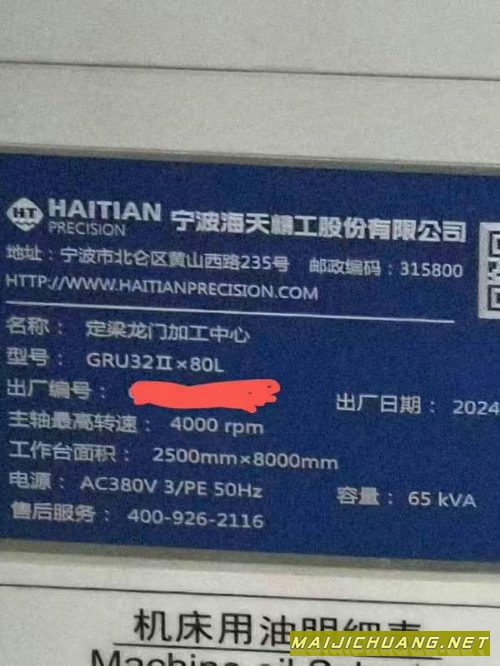 HT HAITIAN PRECISION 宁波海天精工股份有限公司
地址：宁波市北仑区黄山西路235号 邮政编码：315800
HTTP://WWW.HAITIANPRECISION.COM
名称： 定梁龙门加工中心
型号： GRU32Ⅱ×80L
出厂编号： 出厂日期： 2024
主轴最高转速： 4000 rpm
工作台面积： 2500mm×8000mm
电源： AC380V 3/PE 50Hz 容量： 65 kVA
售后服务： 400-926-2116
机床用油明细表
Machine oil
MAIJICHUANG.NET